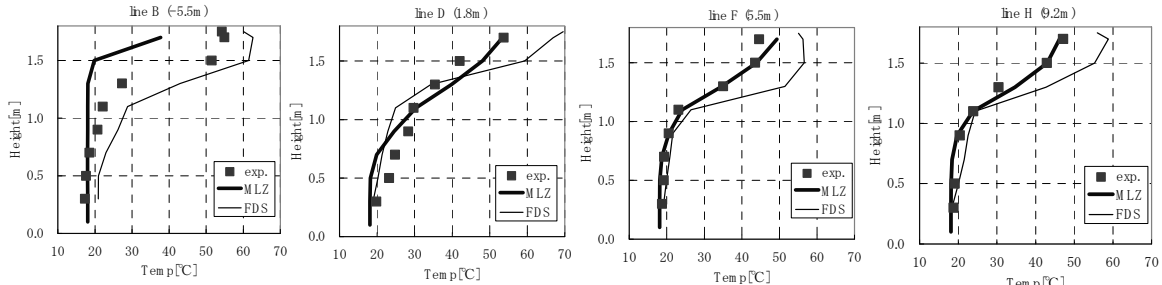 line B (-5.5m)
Height[m]
1.5
1.0
0.5
0.0
exp.
MLZ
FDS
10 20 30 40 50 60 70
Temp[℃]
line D (1.8m)
Height[m]
1.5
1.0
0.5
0.0
exp.
MLZ
FDS
10 20 30 40 50 60 70
Temp[℃]
line F (5.5m)
Height[m]
1.5
1.0
0.5
0.0
exp.
MLZ
FDS
10 20 30 40 50 60 70
Temp[℃]
line H (9.2m)
Height[m]
1.5
1.0
0.5
0.0
exp.
MLZ
FDS
10 20 30 40 50 60 70
Temp[℃]